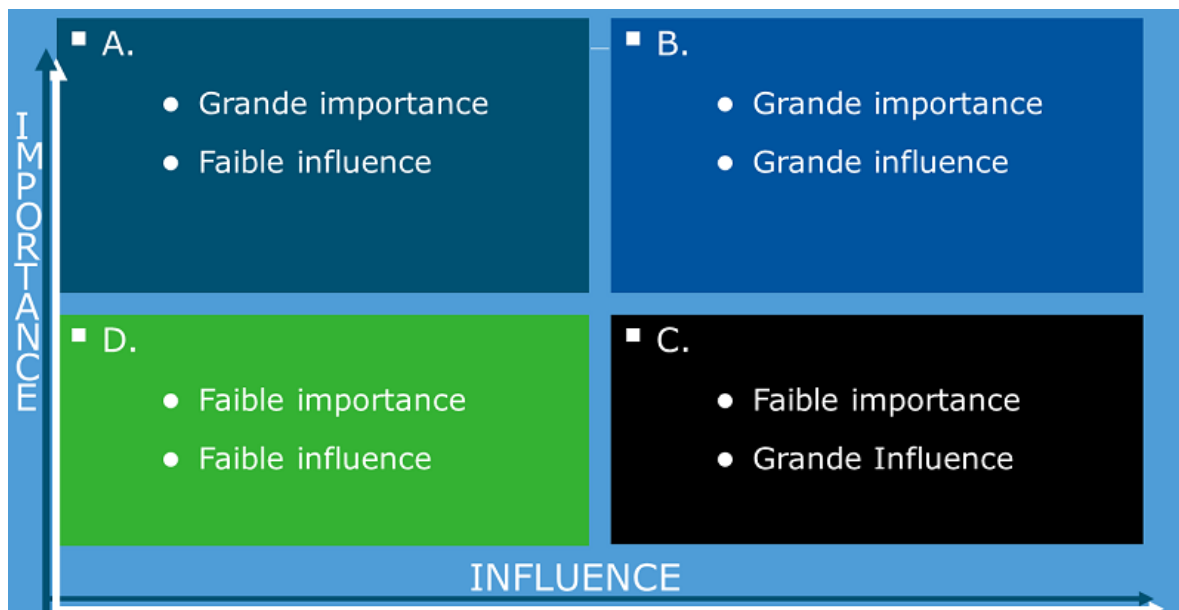 IMPORTANCE
A.
Grande importance
Faible influence
B.
Grande importance
Grande influence
D.
Faible importance
Faible influence
C.
Faible importance
Grande Influence
INFLUENCE